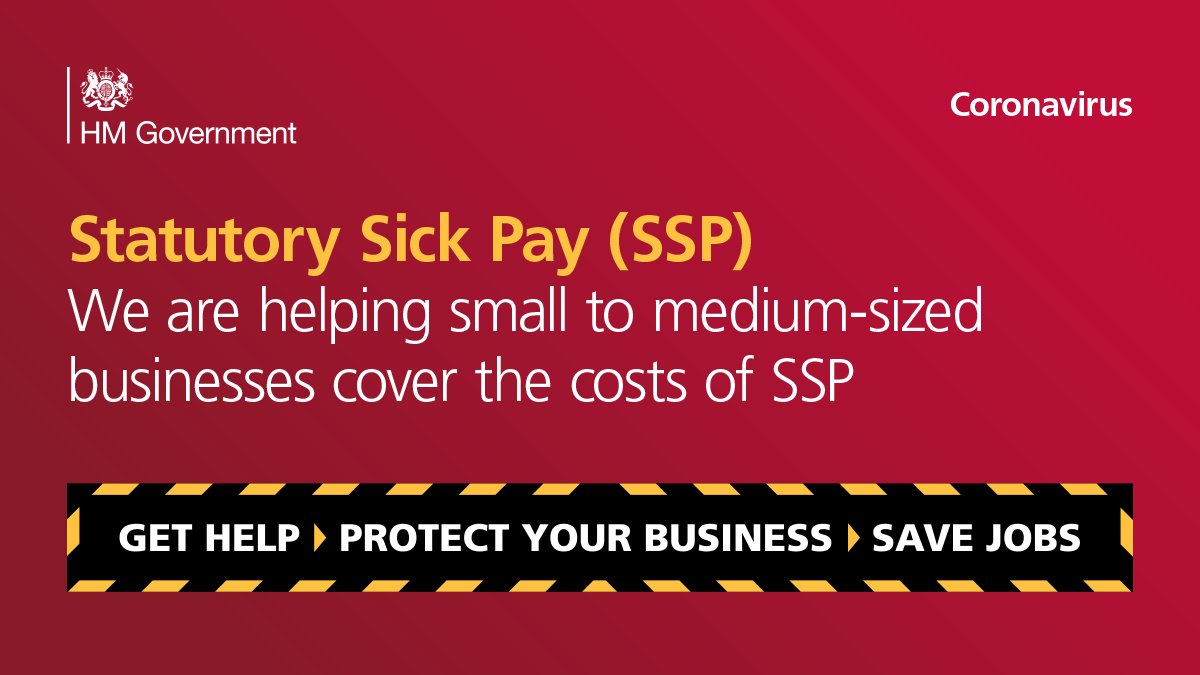 HM Government
Coronavirus
Statutory Sick Pay (SSP)
We are helping small to medium-sized
businesses cover the costs of SSP
GET HELP PROTECT YOUR BUSINESS SAVE JOBS